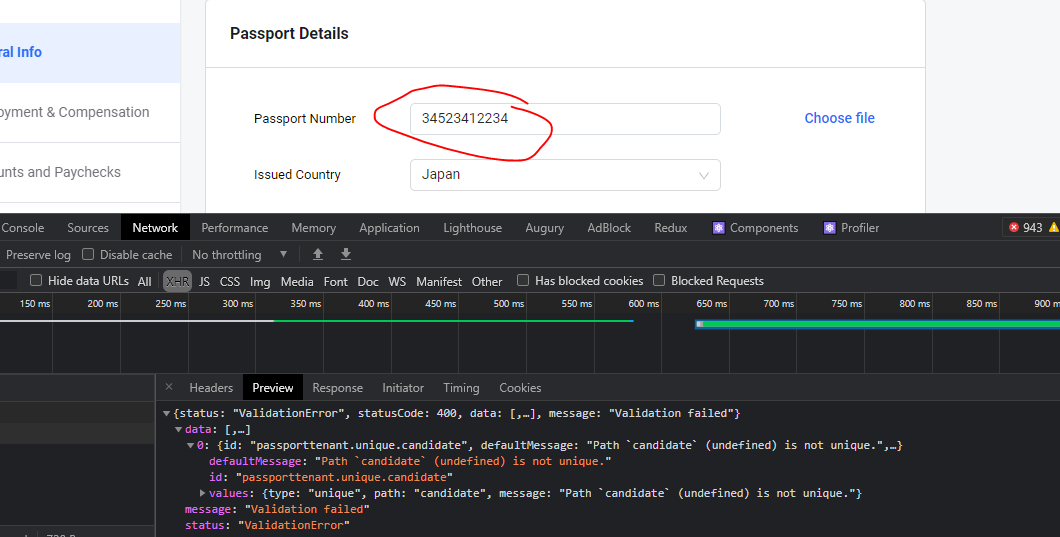 Passport Details
ral Info
oyment & Compensation
Passport Number
34523412234
Choose file
unts and Paychecks
Issued Country
Japan
Console Sources Network Performance Memory Application Lighthouse Augury AdBlock Redux Components Profiler 943
Preserve log Disable cache No throttling
Hide data URLs All XHR JS CSS Img Media Font Doc WS Manifest Other Has blocked cookies Blocked Requests
150 ms 200 ms 250 ms 300 ms 350 ms 400 ms 450 ms 500 ms 550 ms 600 ms 650 ms 700 ms 750 ms 800 ms 850 ms 900 m
× Headers Preview Response Initiator Timing Cookies
{status: "ValidationError", statusCode: 400, data: [,…], message: "Validation failed"}
data: [,…]
0: {id: "passporttenant.unique.candidate", defaultMessage: "Path `candidate` (undefined) is not unique.",…}
defaultMessage: "Path `candidate` (undefined) is not unique."
id: "passporttenant.unique.candidate"
values: {type: "unique", path: "candidate", message: "Path `candidate` (undefined) is not unique."}
message: "Validation failed"
status: "ValidationError"